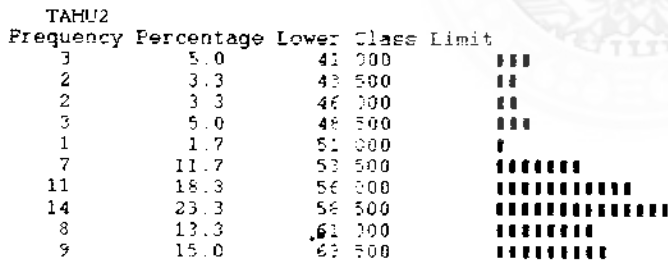 TAHU2
Frequency Percentage Lower Class Limit
3 5.0 41.000
2 3.3 43.500
2 3.3 46.000
3 5.0 48.500
1 1.7 51.000
7 11.7 53.500
11 18.3 56.000
14 23.3 58.500
8 13.3 61.000
9 15.0 63.500